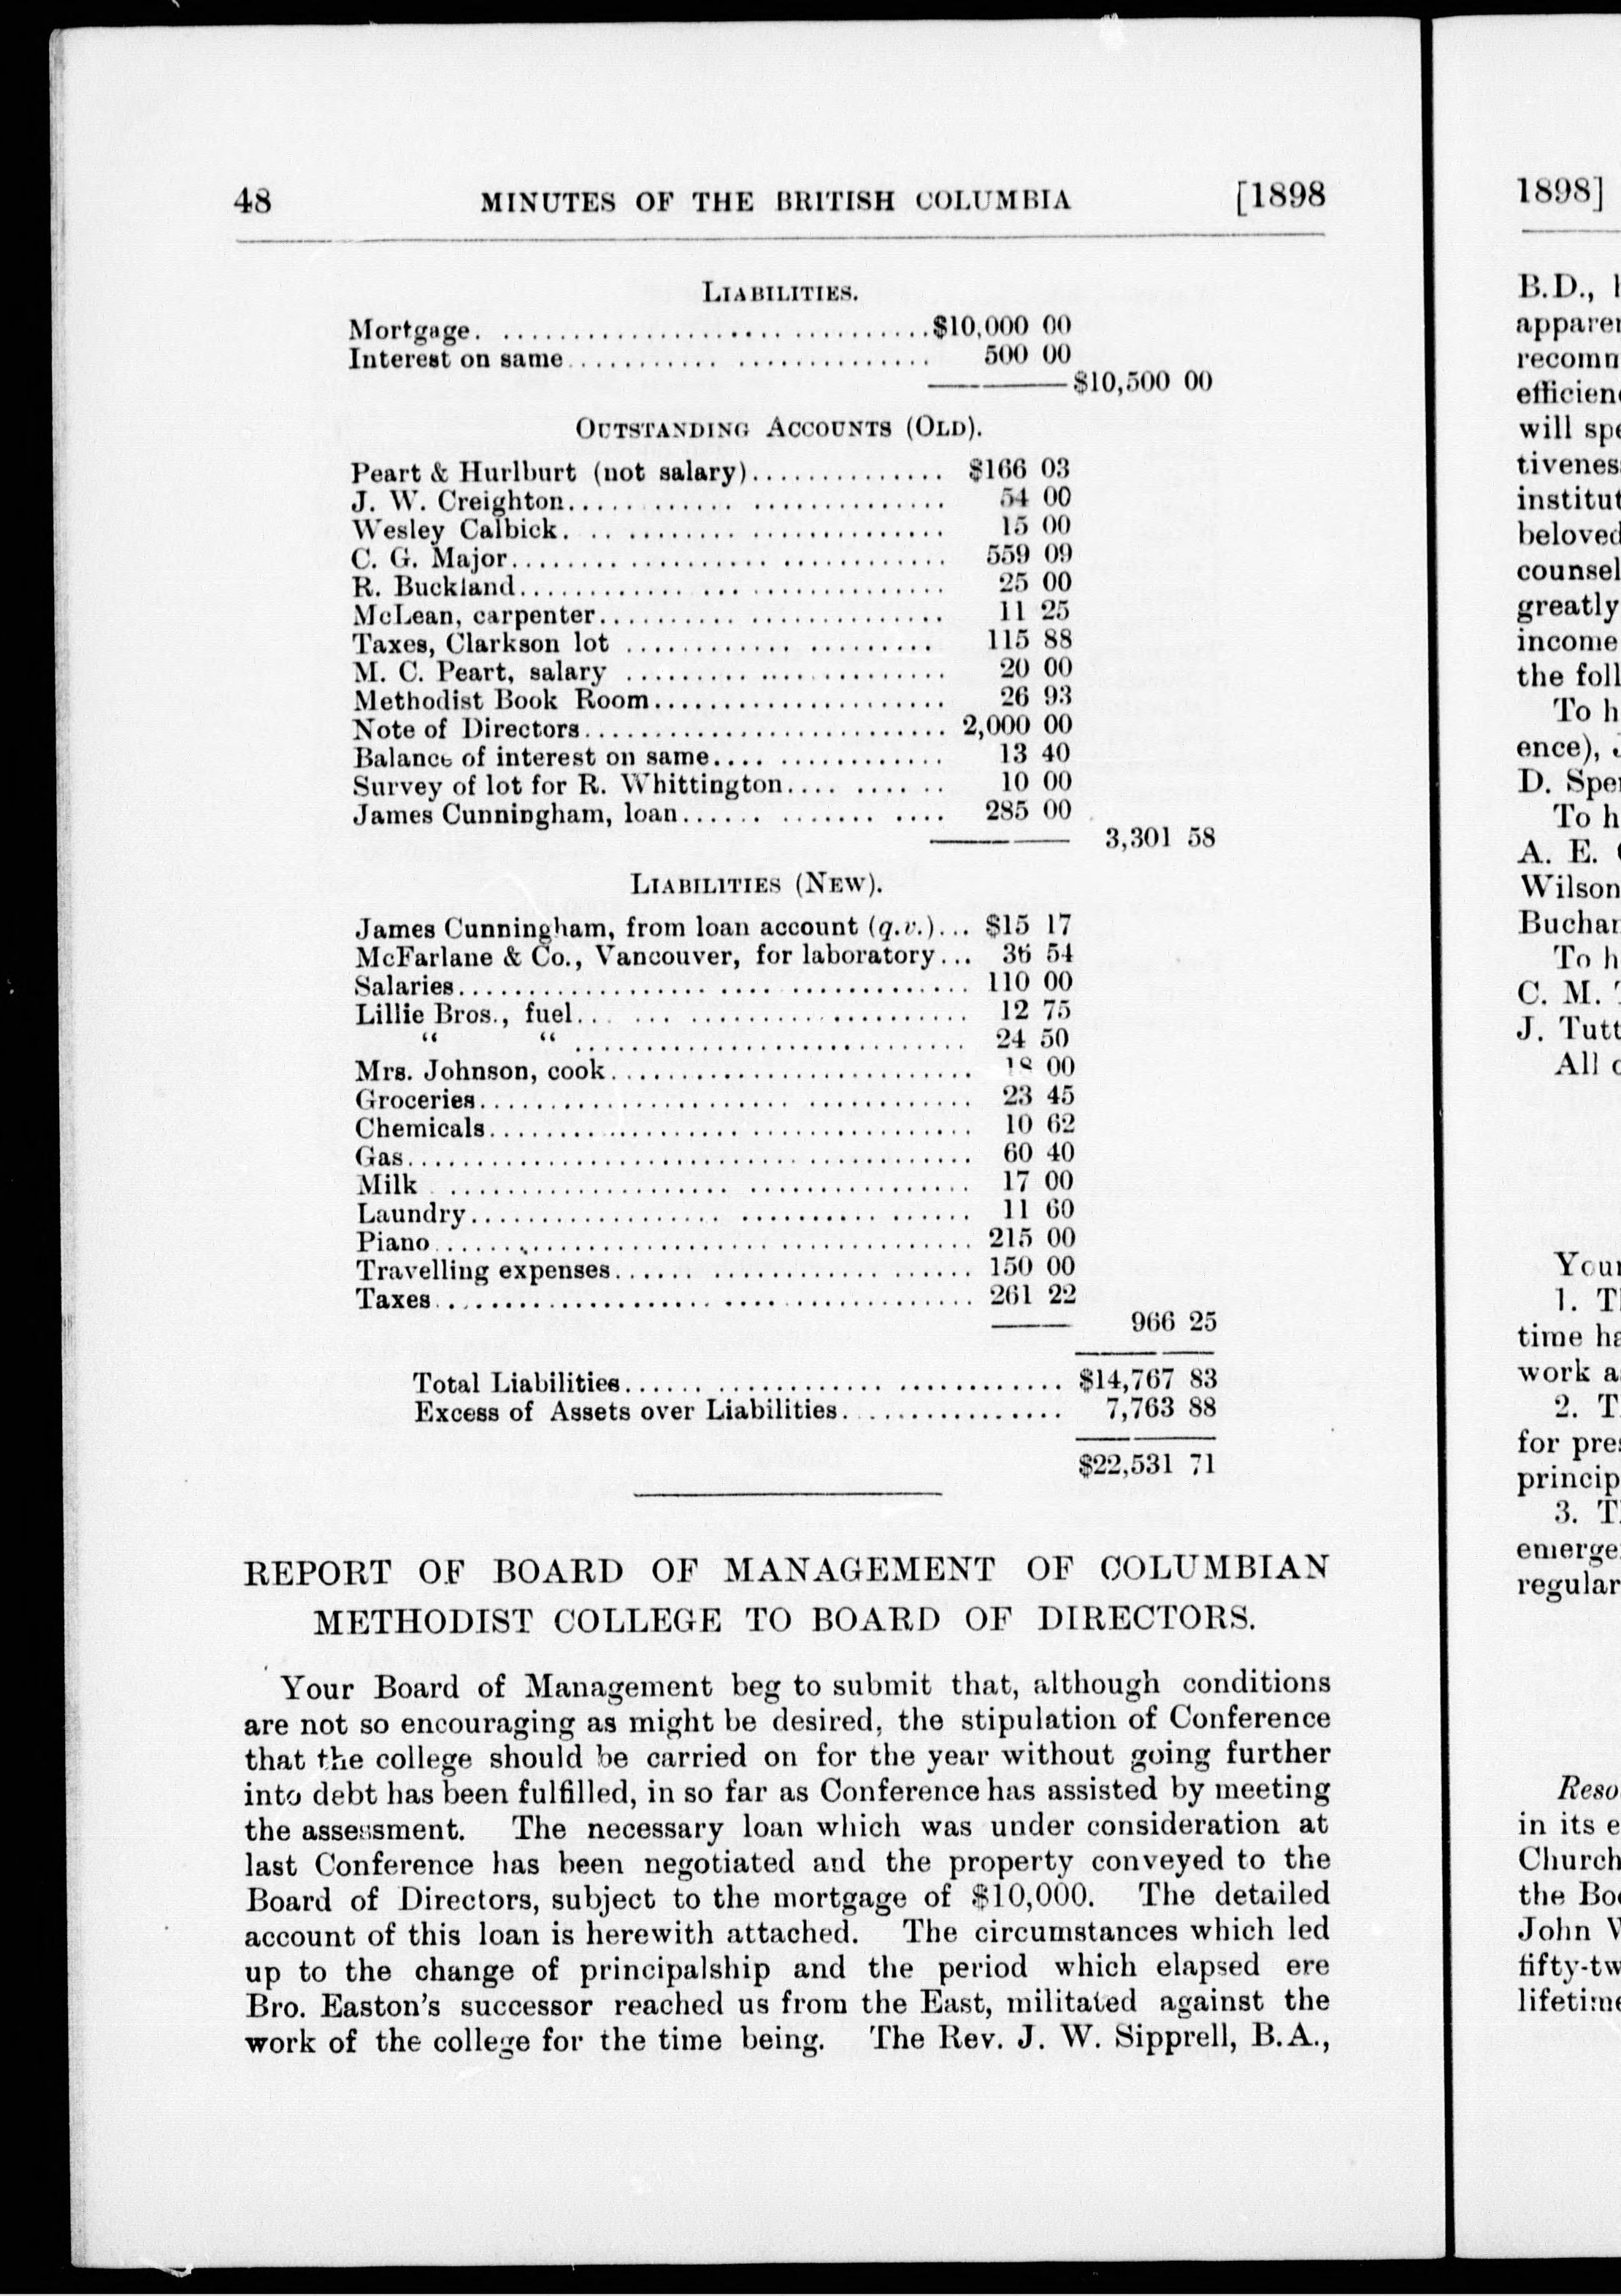 48 MINUTES OF THE BRITISH COLUMBIA [1898
LIABILITIES.
Mortgage. ................................$10,000 00
Interest on same........... .............. 500 00
$10,500 00
OUTSTANDING ACCOUNTS (OLD).
Peart & Hurlburt (not salary).............. $166 03
J. W. Creighton............ .............. 54 00
Wesley Calbick. .. ...................... 15 00
C. G. Major............................ 559 09
R. Buckland............................ 25 00
McLean, carpenter........................ 11 25
Taxes, Clarkson lot ...................... 115 88
M. C. Peart, salary ...................... 20 00
Methodist Book Room..................... 26 93
Note of Directors.......................... 2,000 00
Balance of interest on same.... ............. 13 40
Survey of lot for R. Whittington.... ....... 10 00
James Cunningham, loan...... ....... .... 285 00
3,301 58
LIABILITIES (NEW).
James Cunningham, from loan account (q.v.)... $15 17
McFarlane & Co., Vancouver, for laboratory... 36 54
Salaries.................................. 110 00
Lillie Bros., fuel... ... .................... 12 75
“ “ ............................ 24 50
Mrs. Johnson, cook.......................... 18 00
Groceries.................................. 23 45
Chemicals.................................. 10 62
Gas........................................ 60 40
Milk .................... ................ 17 00
Laundry.................. .......... ...... 11 60
Piano...................................... 215 00
Travelling expenses...... .............. ...... 150 00
Taxes...................................... 261 22
966 25
Total Liabilities...... ............ ............ $14,767 83
Excess of Assets over Liabilities................ 7,763 88
$22,531 71
REPORT OF BOARD OF MANAGEMENT OF COLUMBIAN
METHODIST COLLEGE TO BOARD OF DIRECTORS.
Your Board of Management beg to submit that, although conditions
are not so encouraging as might be desired, the stipulation of Conference
that the college should be carried on for the year without going further
into debt has been fulfilled, in so far as Conference has assisted by meeting
the assessment. The necessary loan which was under consideration at
last Conference has been negotiated and the property conveyed to the
Board of Directors, subject to the mortgage of $10,000. The detailed
account of this loan is herewith attached. The circumstances which led
up to the change of principalship and the period which elapsed ere
Bro. Easton’s successor reached us from the East, militated against the
work of the college for the time being. The Rev. J. W. Sipprell, B.A.,
1898]
B.D.,
will
tiveness
beloved
counsel
greatly
income
the
To
ence),
D.
To
A. E.
Wilson
To
C. M.
J.
All
1. 
time
work
2. 
for
3. 
regular
in its
Church
the
John